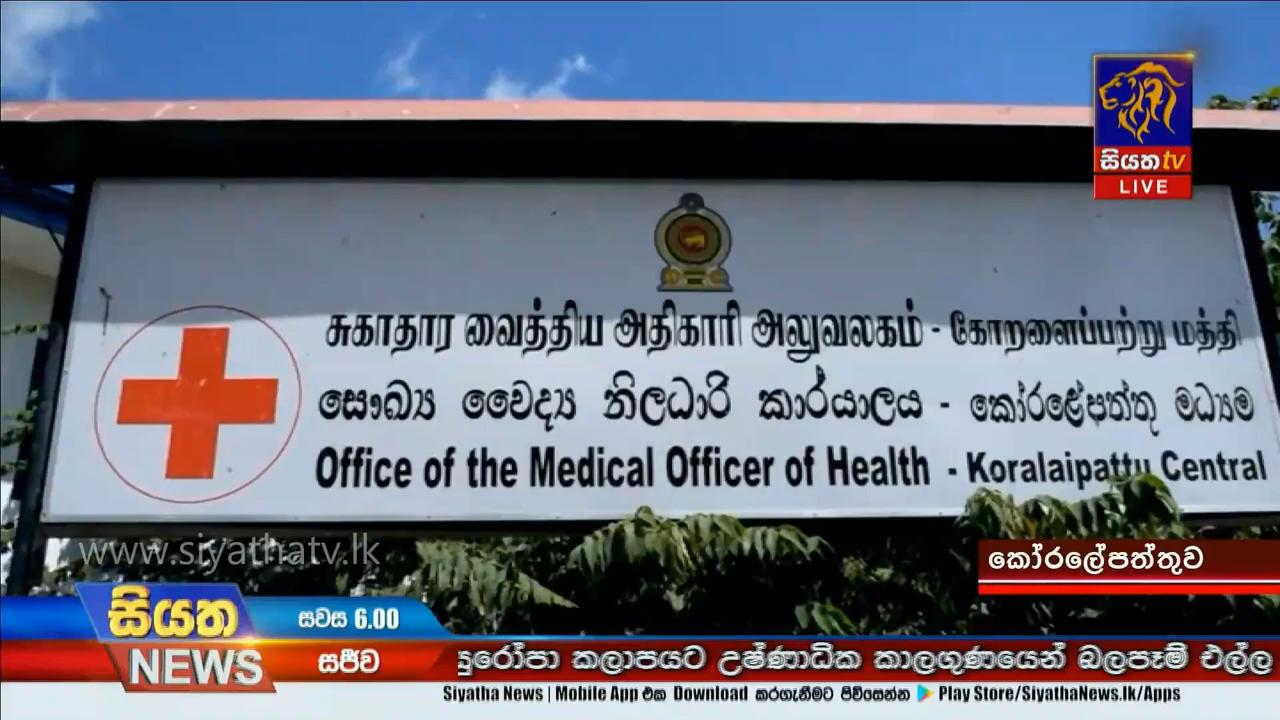 සියත tv
LIVE
சுகாதார வைத்திய அதிகாரி அலுவலகம் - கோறளைப்பற்று மத்தி
සෞඛ්‍ය වෛද්‍ය නිලධාරි කාර්යාලය - කෝරළේපත්තු මධ්‍යම
Office of the Medical Officer of Health - Koralaipattu Central
www.siyathatv.lk
කෝරලේපත්තුව
සියත
NEWS
සවස 6.00
සජීව
යුරෝපා කලාපයට උෂ්ණාධික කාලගුණයෙන් බලපෑම් එල්ල
Siyatha News | Mobile App එක Download කරගැනීමට පිවිසෙන්න Play Store/SiyathaNews.lk/Apps